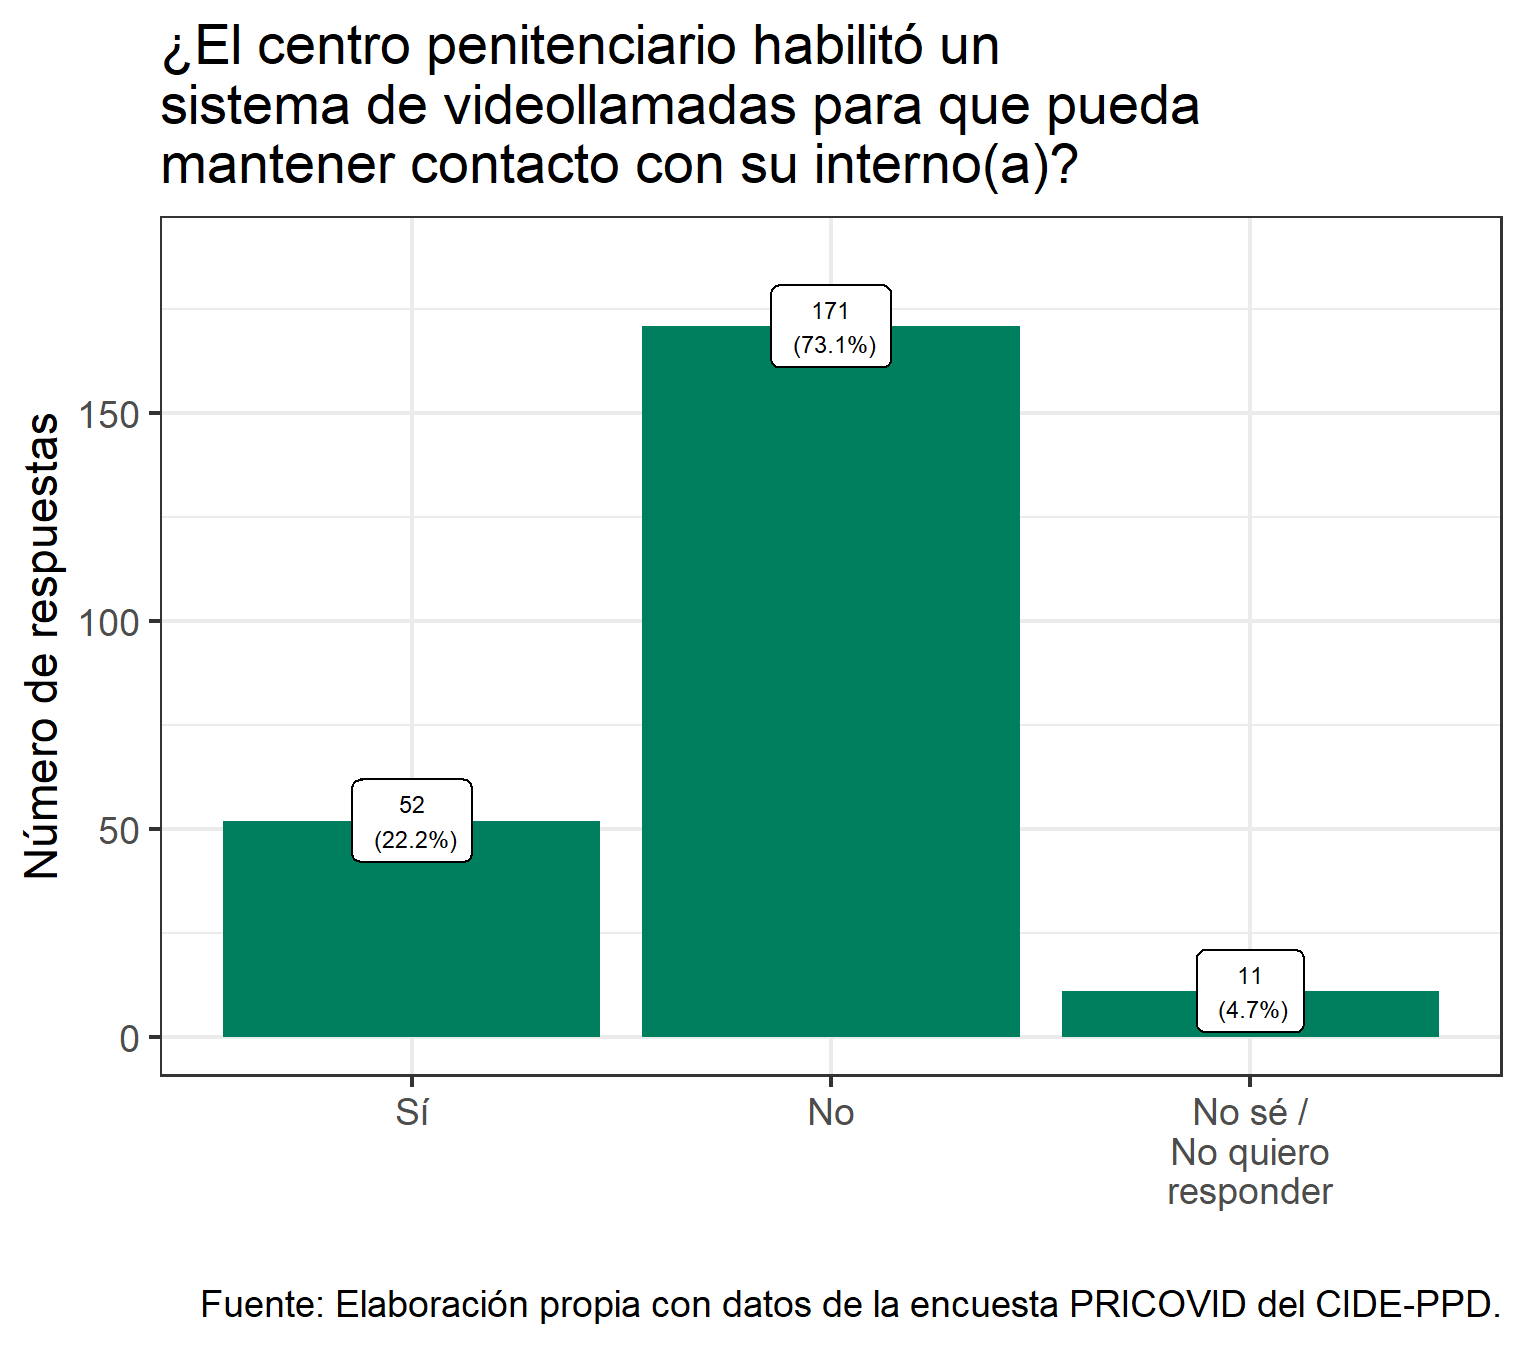 ¿El centro penitenciario habilitó un
sistema de videollamadas para que pueda
mantener contacto con su interno(a)?
Número de respuestas
150
100
50
0
52
(22.2%)
171
(73.1%)
11
(4.7%)
Sí
No
No sé /
No quiero
responder
Fuente: Elaboración propia con datos de la encuesta PRICOVID del CIDE-PPD.